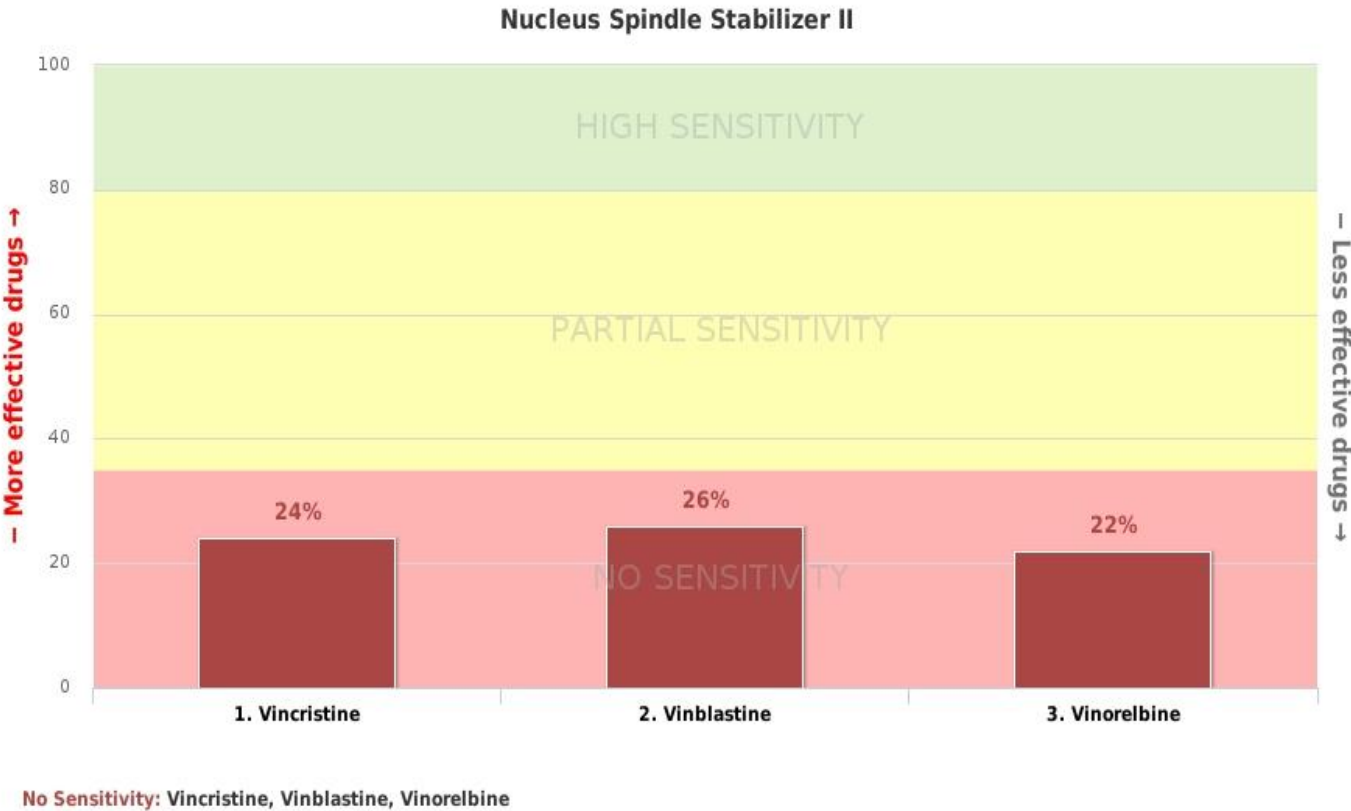 Nucleus Spindle Stabilizer II
100
HIGH SENSITIVITY
80
60
PARTIAL SENSITIVITY
40
24%
26%
22%
20
NO SENSITIVITY
0
1. Vincristine
2. Vinblastine
3. Vinorelbine
— More effective drugs →
— Less effective drugs →
No Sensitivity: Vincristine, Vinblastine, Vinorelbine